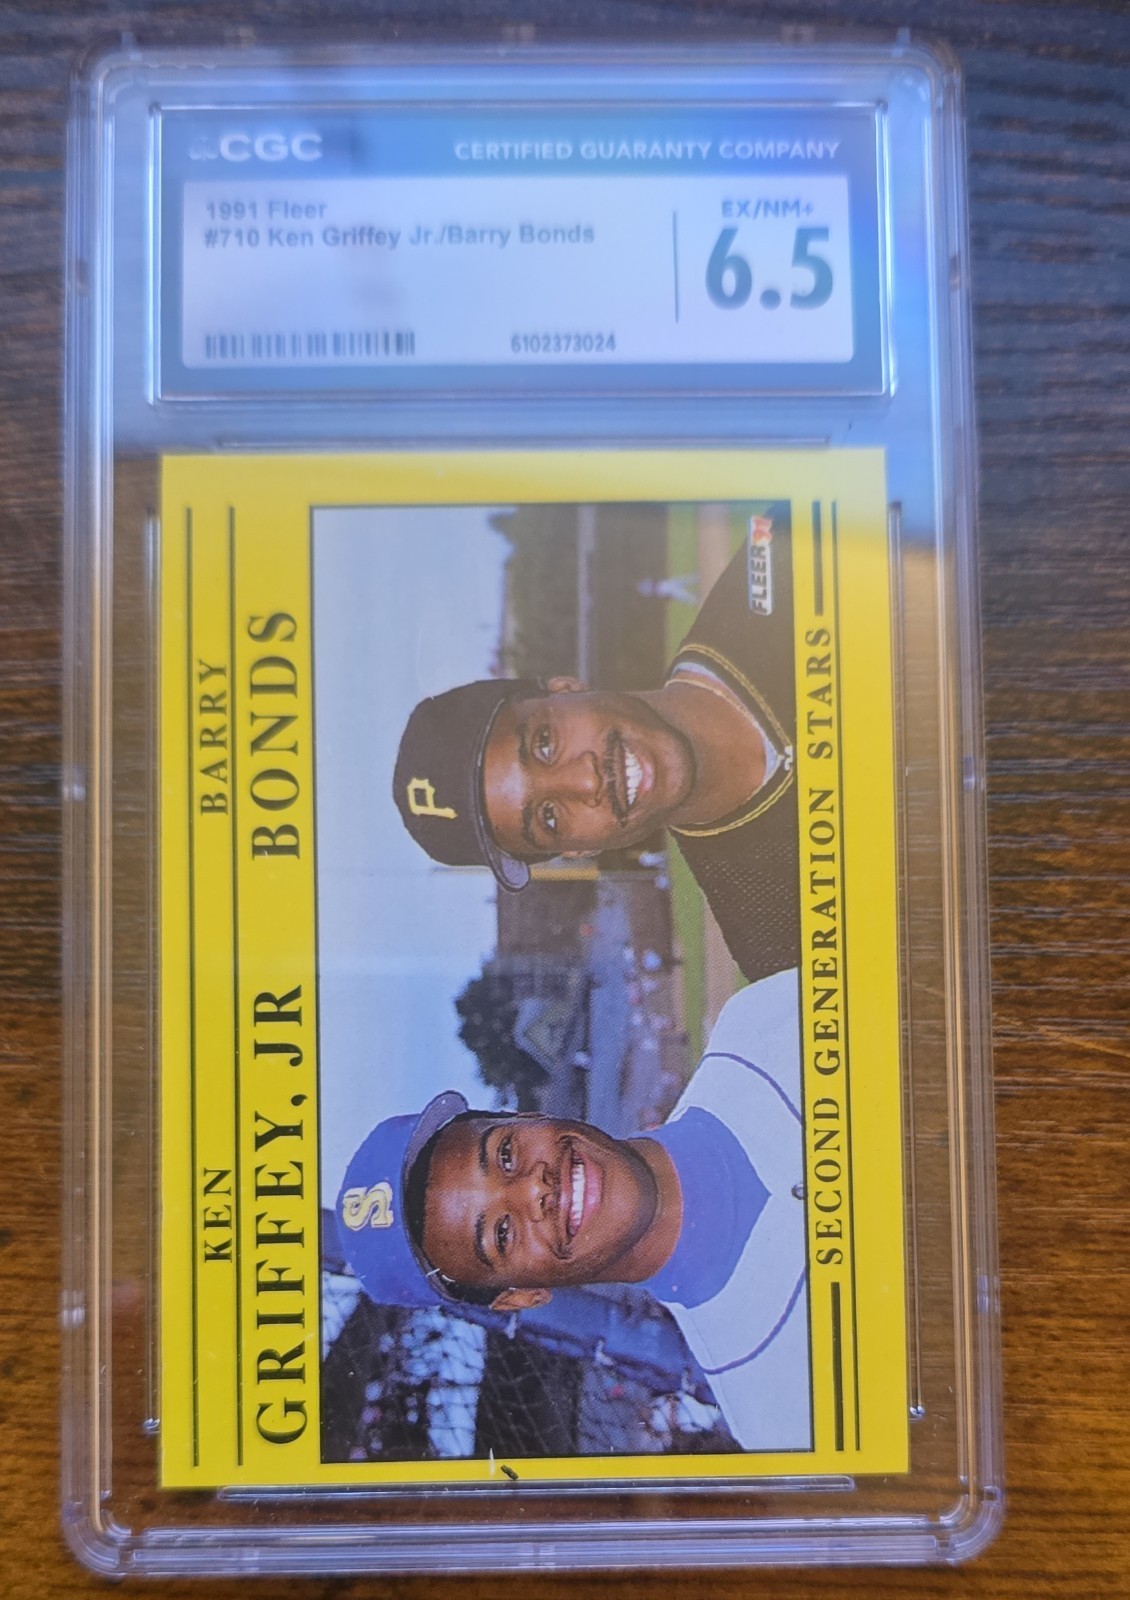 CGC
CERTIFIED GUARANTY COMPANY
1991 Fleer
#710 Ken Griffey Jr./Barry Bonds
EX/NM+
6.5
6102373024
KEN BARRY
GRIFFEY, JR BONDS
P
S
FLEER 91
SECOND GENERATION STARS